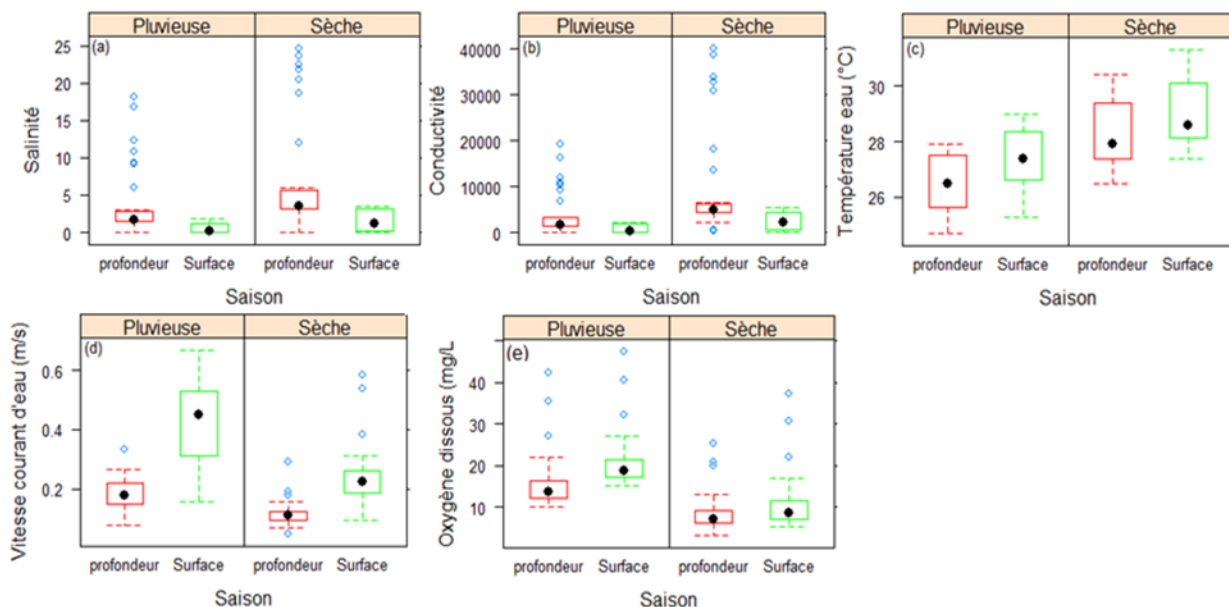 Pluvieuse Sèche
(a)
Salinité
25
20
15
10
5
0
profondeur Surface profondeur Surface
Saison
Pluvieuse Sèche
(b)
Conductivité
40000
30000
20000
10000
0
profondeur Surface profondeur Surface
Saison
Pluvieuse Sèche
(c)
Température eau (°C)
30
28
26
profondeur Surface profondeur Surface
Saison
Pluvieuse Sèche
(d)
Vitesse courant d'eau (m/s)
0.6
0.4
0.2
profondeur Surface profondeur Surface
Saison
Pluvieuse Sèche
(e)
Oxygène dissous (mg/L
40
30
20
10
profondeur Surface profondeur Surface
Saison